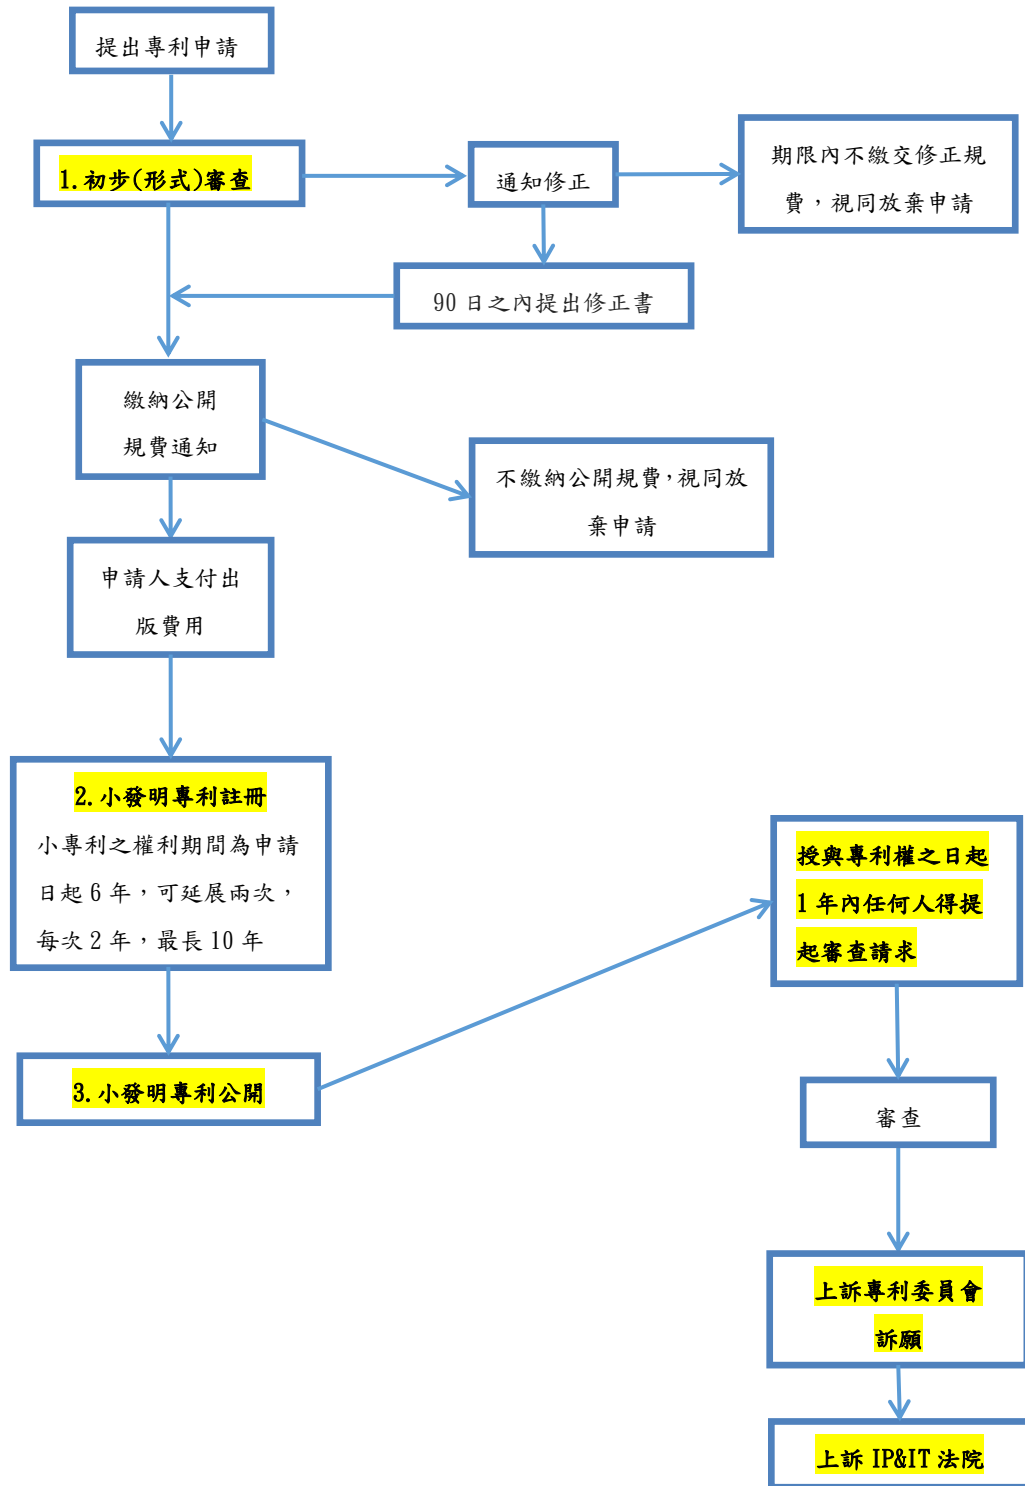 提出專利申請
1.初步(形式)審查
通知修正
期限內不繳交修正規
費，視同放棄申請
90 日之內提出修正書
繳納公開
規費通知
不繳納公開規費，視同放
棄申請
申請人支付出
版費用
2.小發明專利註冊
小專利之權利期間為申請
日起 6 年，可延展兩次，
每次 2 年，最長 10 年
3.小發明專利公開
授與專利權之日起
1 年內任何人得提
起審查請求
審查
上訴專利委員會
訴願
上訴 IP&IT 法院